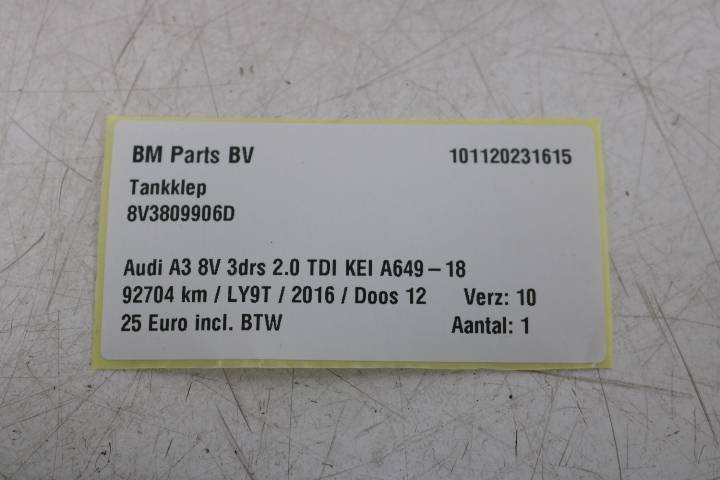 BM Parts BV 101120231615
Tankklep
8V3809906D
Audi A3 8V 3drs 2.0 TDI KEI A649 – 18
92704 km / LY9T / 2016 / Doos 12 Verz: 10
25 Euro incl. BTW Aantal: 1